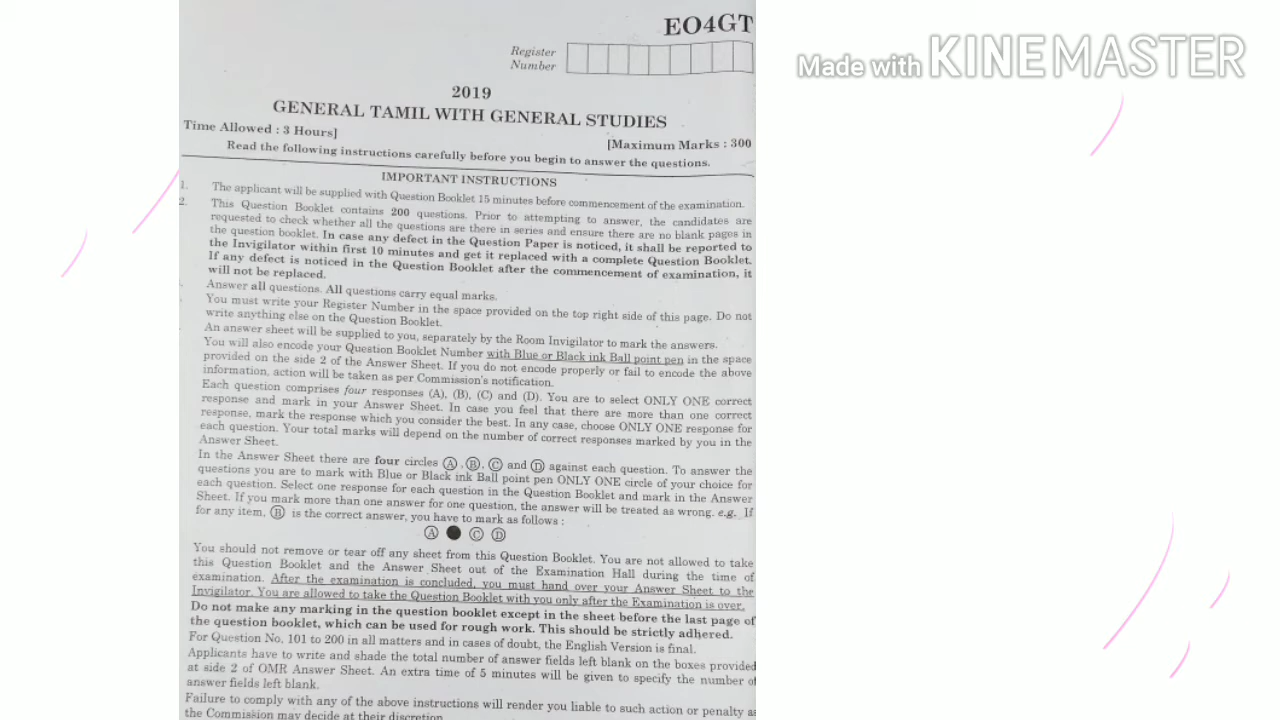 EO4GT
Made with KINEMASTER
Register
Number
2019
GENERAL TAMIL WITH GENERAL STUDIES
Time Allowed : 3 Hours]
[Maximum Marks : 300
Read the following instructions carefully before you begin to answer the questions.
IMPORTANT INSTRUCTIONS
1. The applicant will be supplied with Question Booklet 15 minutes before commencement of the examination.
2. This Question Booklet contains 200 questions. Prior to attempting to answer, the candidates are
requested to check whether all the questions are there in series and ensure there are no blank pages in
the question booklet. In case any defect in the Question Paper is noticed, it shall be reported to
the Invigilator within first 10 minutes and get it replaced with a complete Question Booklet.
If any defect is noticed in the Question Booklet after the commencement of examination, it
will not be replaced.
Answer all questions. All questions carry equal marks.
You must write your Register Number in the space provided on the top right side of this page. Do not
write anything else on the Question Booklet.
An answer sheet will be supplied to you, separately by the Room Invigilator to mark the answers.
You will also encode your Question Booklet Number with Blue or Black ink Ball point pen in the space
provided on the side 2 of the Answer Sheet. If you do not encode properly or fail to encode the above
information, action will be taken as per Commission's notification.
Each question comprises four responses (A), (B), (C) and (D). You are to select ONLY ONE correct
response and mark in your Answer Sheet. In case you feel that there are more than one correct
response, mark the response which you consider the best. In any case, choose ONLY ONE response for
each question. Your total marks will depend on the number of correct responses marked by you in the
Answer Sheet.
In the Answer Sheet there are four circles Ⓐ, Ⓑ, Ⓒ and Ⓓ against each question. To answer the
questions you are to mark with Blue or Black ink Ball point pen ONLY ONE circle of your choice for
each question. Select one response for each question in the Question Booklet and mark in the Answer
Sheet. If you mark more than one answer for one question, the answer will be treated as wrong. e.g. If
for any item, Ⓑ is the correct answer, you have to mark as follows :
Ⓐ ● Ⓒ Ⓓ
You should not remove or tear off any sheet from this Question Booklet. You are not allowed to take
this Question Booklet and the Answer Sheet out of the Examination Hall during the time of
examination. After the examination is concluded, you must hand over your Answer Sheet to the
Invigilator. You are allowed to take the Question Booklet with you only after the Examination is over.
Do not make any marking in the question booklet except in the sheet before the last page of
the question booklet, which can be used for rough work. This should be strictly adhered.
For Question No. 101 to 200 in all matters and in cases of doubt, the English Version is final.
Applicants have to write and shade the total number of answer fields left blank on the boxes provided
at side 2 of OMR Answer Sheet. An extra time of 5 minutes will be given to specify the number of
answer fields left blank.
Failure to comply with any of the above instructions will render you liable to such action or penalty as
the Commission may decide at their discretion